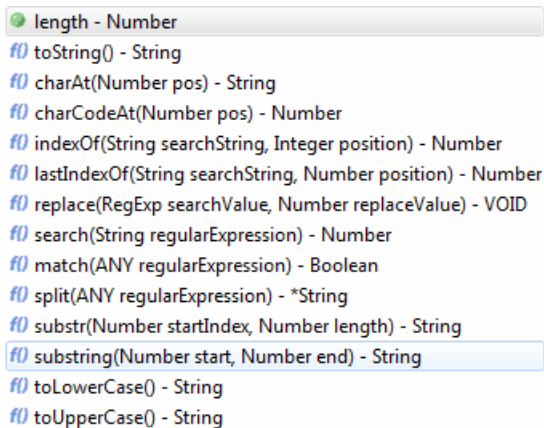 length - Number
f() toString() - String
f() charAt(Number pos) - String
f() charCodeAt(Number pos) - Number
f() indexOf(String searchString, Integer position) - Number
f() lastIndexOf(String searchString, Number position) - Number
f() replace(RegExp searchValue, Number replaceValue) - VOID
f() search(String regularExpression) - Number
f() match(ANY regularExpression) - Boolean
f() split(ANY regularExpression) - *String
f() substr(Number startIndex, Number length) - String
f() substring(Number start, Number end) - String
f() toLowerCase() - String
f() toUpperCase() - String